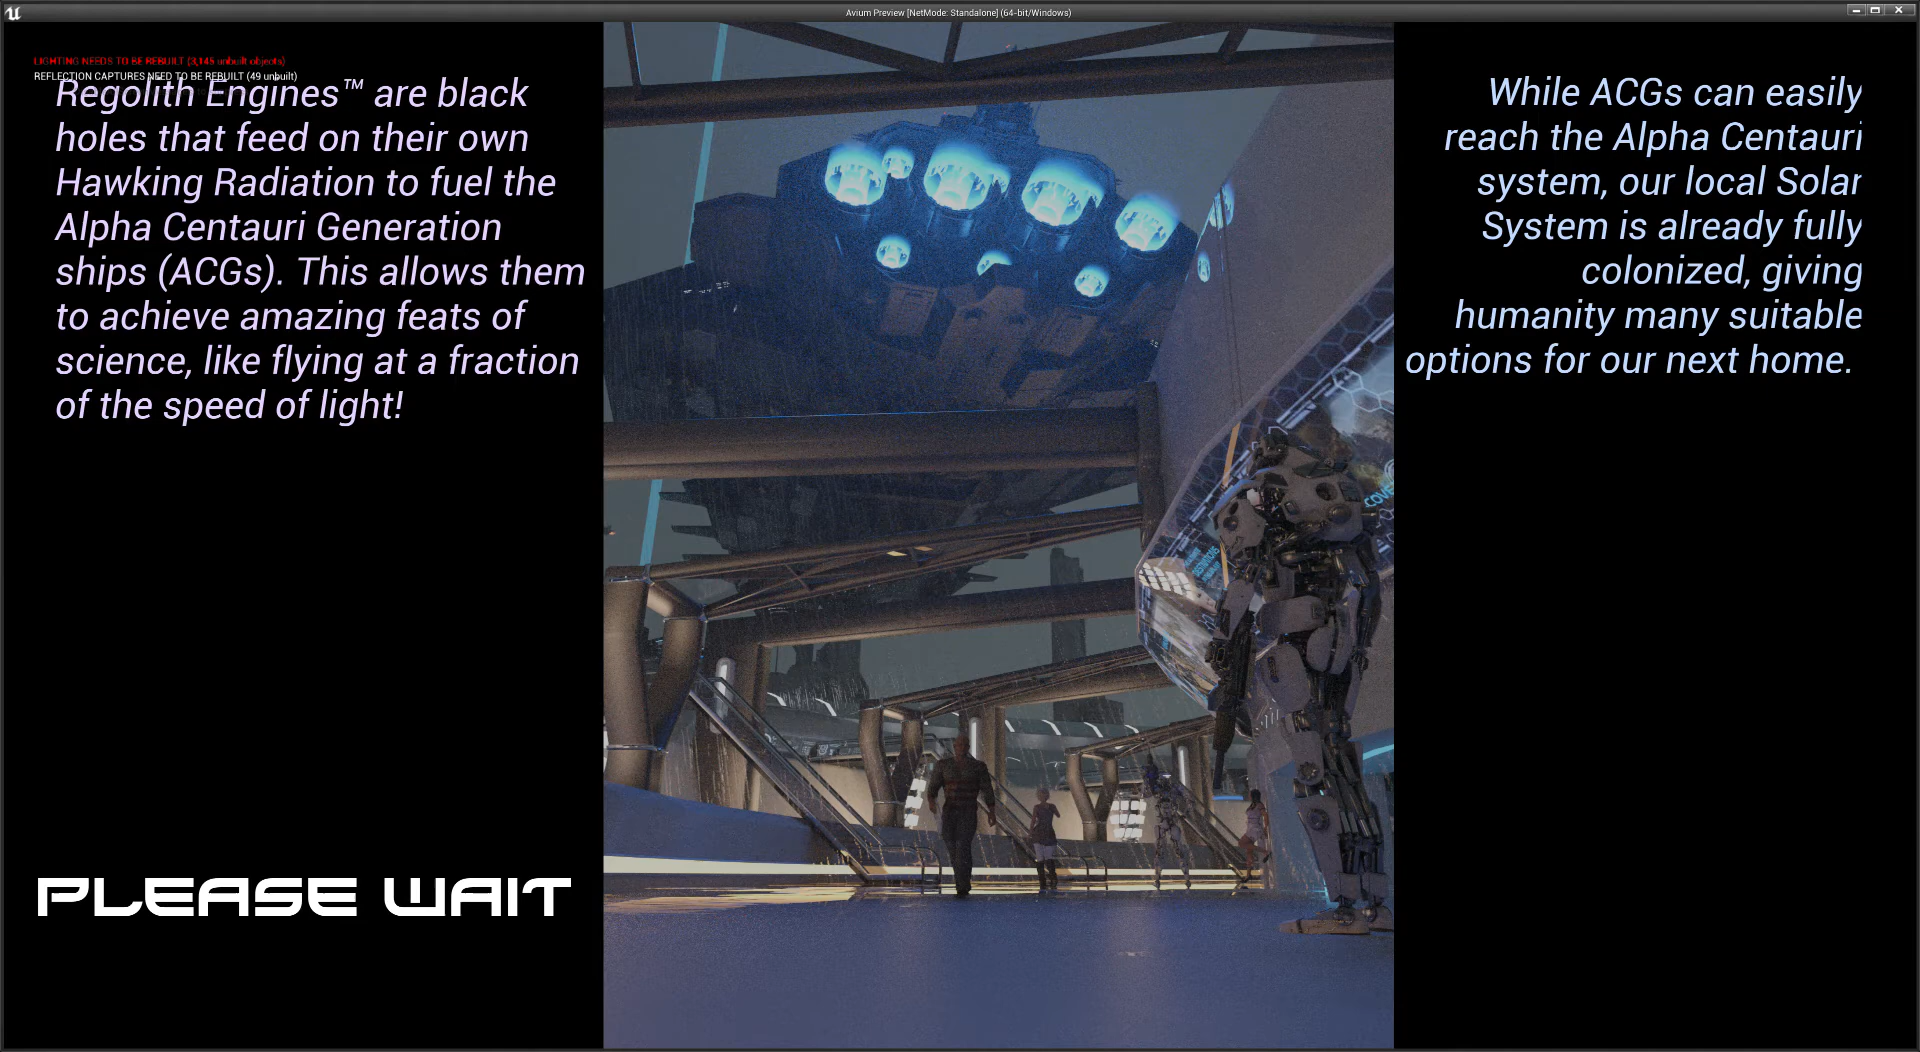 Avium Preview [NetMode: Standalone] (64-bit/Windows)
LIGHTING NEEDS TO BE REBUILT (3,145 unbuilt objects)
REFLECTION CAPTURES NEED TO BE REBUILT (49 unbuilt)
Regolith Engines™ are black
holes that feed on their own
Hawking Radiation to fuel the
Alpha Centauri Generation
ships (ACGs). This allows them
to achieve amazing feats of
science, like flying at a fraction
of the speed of light!
PLEASE WAIT
While ACGs can easily
reach the Alpha Centauri
system, our local Solar
System is already fully
colonized, giving
humanity many suitable
options for our next home.